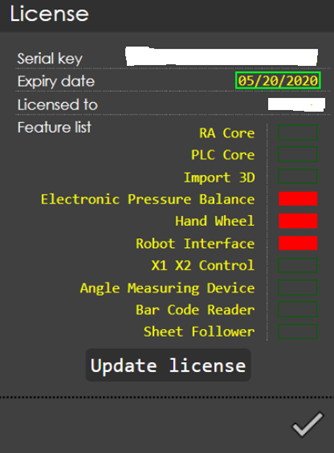 License
Serial key
Expiry date 05/20/2020
Licensed to
Feature list
RA Core
PLC Core
Import 3D
Electronic Pressure Balance
Hand Wheel
Robot Interface
X1 X2 Control
Angle Measuring Device
Bar Code Reader
Sheet Follower
Update license